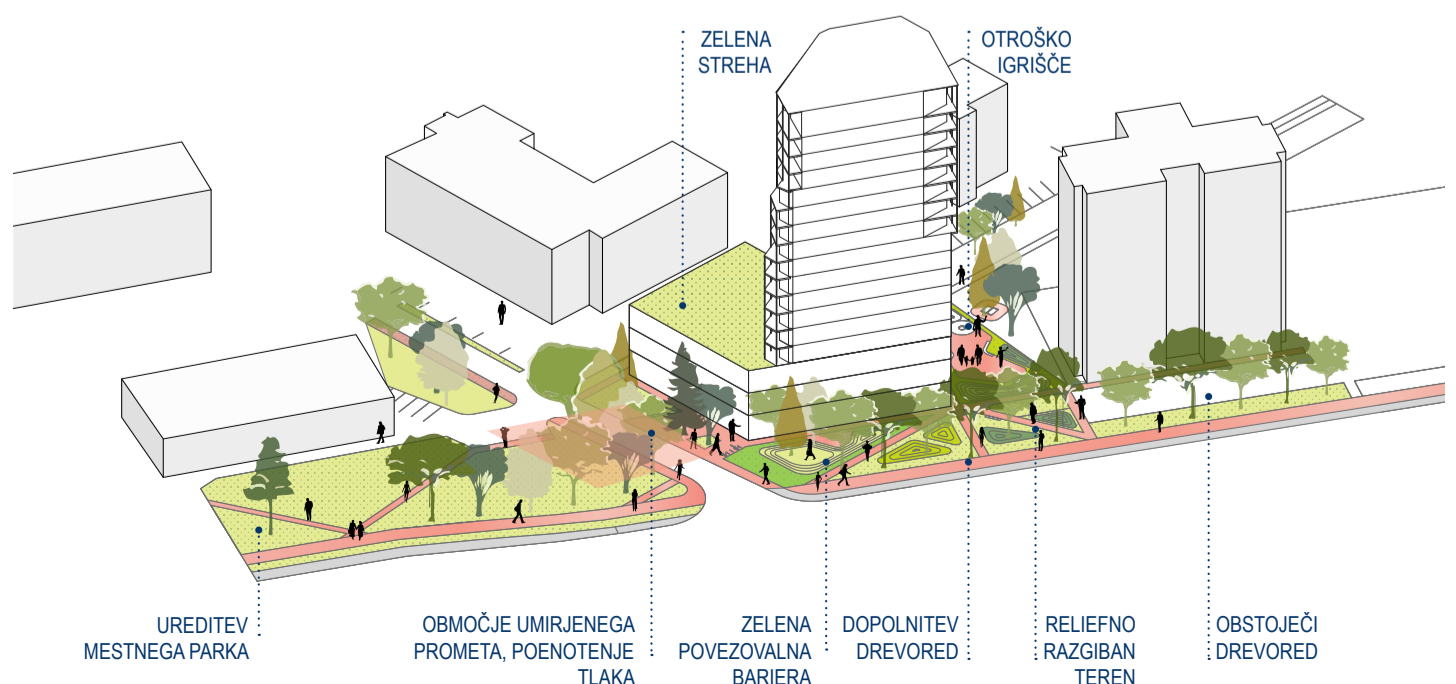 ZELENA
STREHA
OTROŠKO
IGRIŠČE
UREDITEV
MESTNEGA PARKA
OBMOČJE UMIRJENEGA
PROMETA, POENOTENJE
TLAKA
ZELENA
POVEZOVALNA
BARIERA
DOPOLNITEV
DREVORED
RELIEFNO
RAZGIBAN
TEREN
OBSTOJEČI
DREVORED